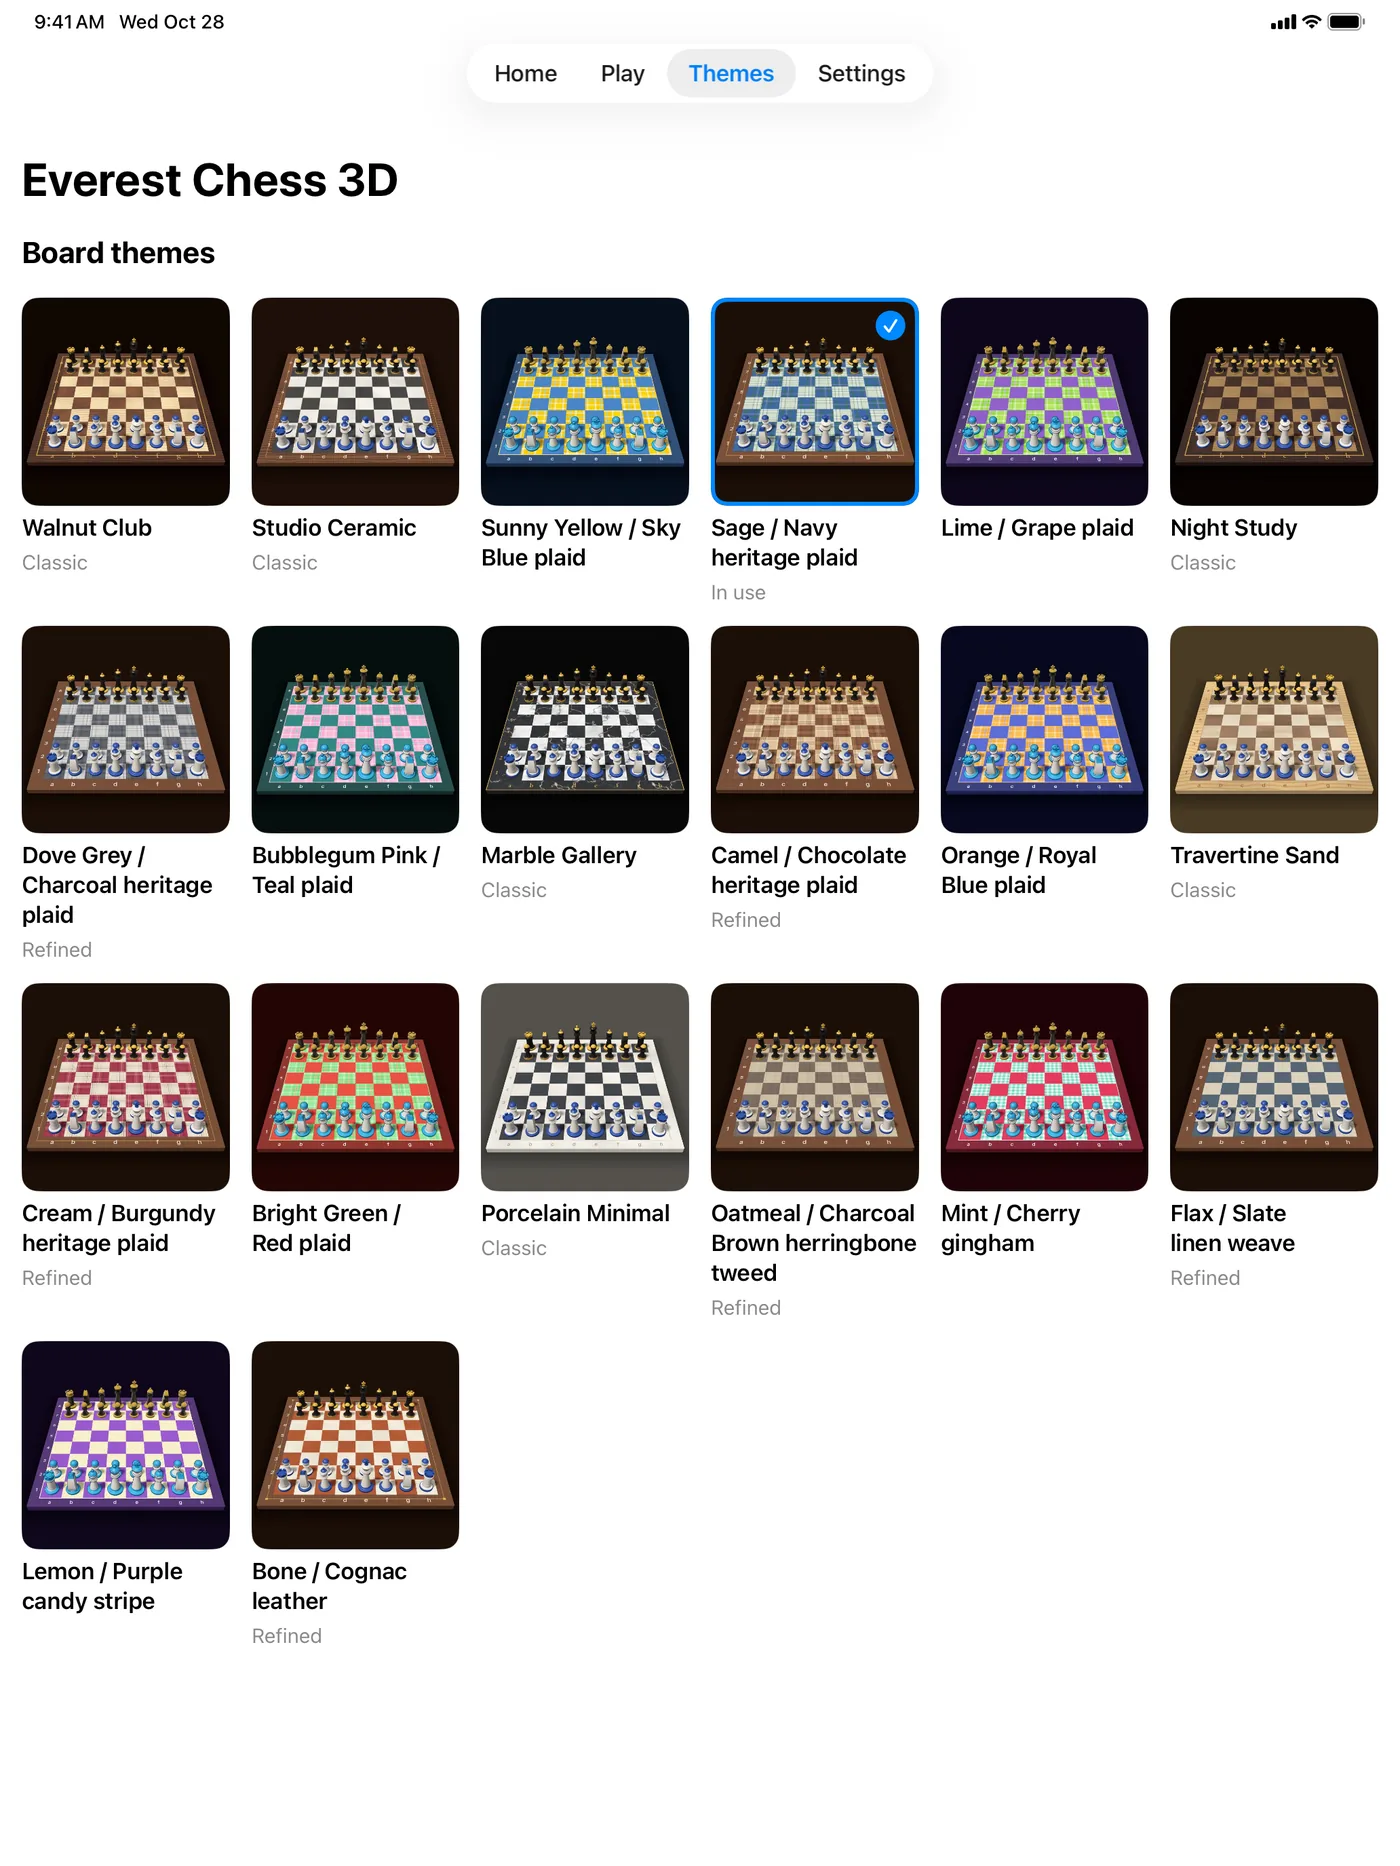 9:41 AM Wed Oct 28
Home Play Themes Settings
Everest Chess 3D
Board themes
Walnut Club
Classic
Studio Ceramic
Classic
Sunny Yellow / Sky
Blue plaid
Sage / Navy
heritage plaid
In use
Lime / Grape plaid
Night Study
Classic
Dove Grey /
Charcoal heritage
plaid
Refined
Bubblegum Pink /
Teal plaid
Marble Gallery
Classic
Camel / Chocolate
heritage plaid
Refined
Orange / Royal
Blue plaid
Travertine Sand
Classic
Cream / Burgundy
heritage plaid
Refined
Bright Green /
Red plaid
Porcelain Minimal
Classic
Oatmeal / Charcoal
Brown herringbone
tweed
Refined
Mint / Cherry
gingham
Flax / Slate
linen weave
Refined
Lemon / Purple
candy stripe
Bone / Cognac
leather
Refined